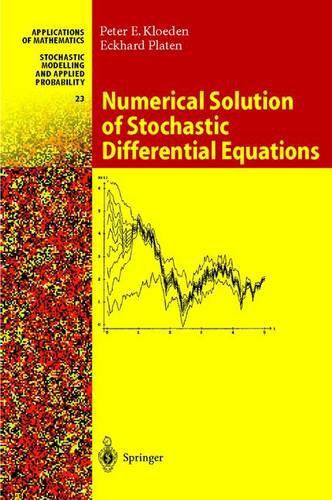 APPLICATIONS
OF MATHEMATICS
STOCHASTIC
MODELLING
AND APPLIED
PROBABILITY
23
Peter E. Kloeden
Eckhard Platen
Numerical Solution
of Stochastic
Differential Equations
Springer